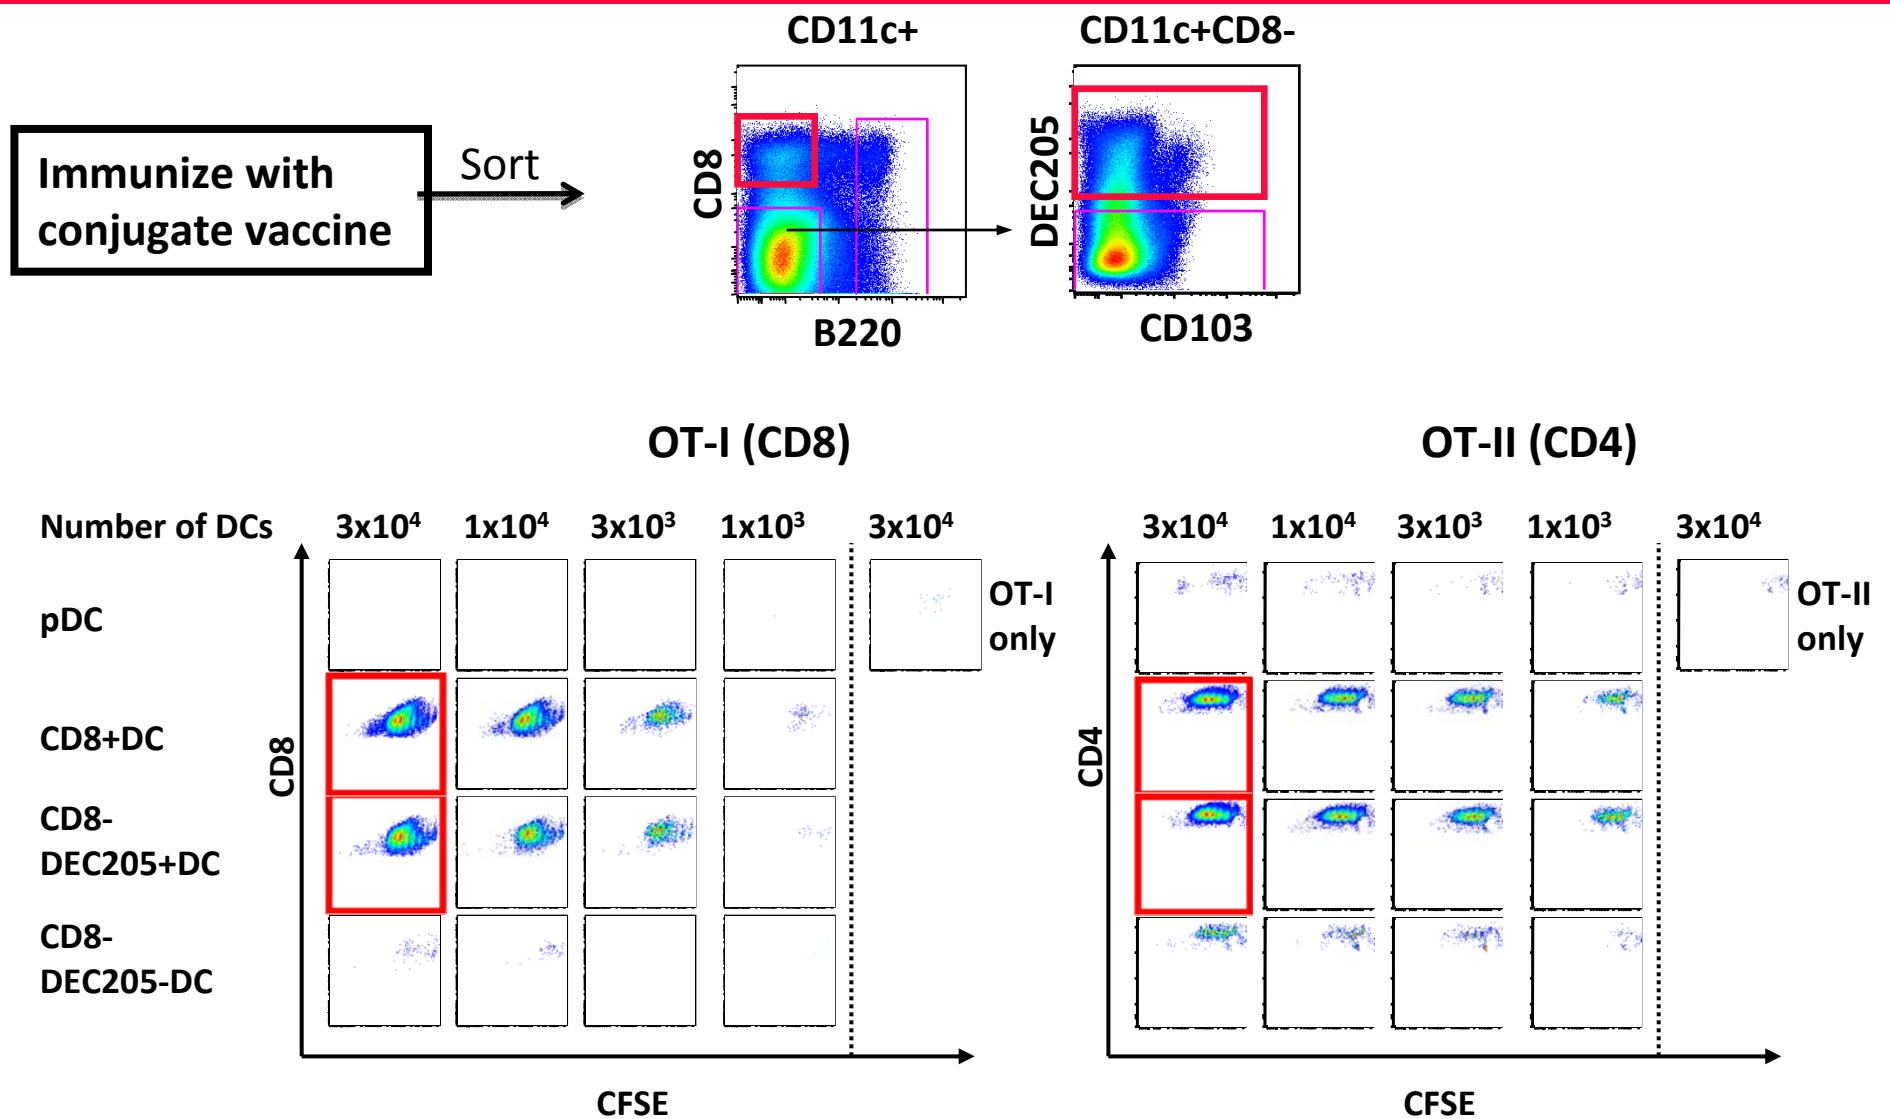 CD11c+
CD11c+CD8-
Immunize with
conjugate vaccine
Sort
CD8
B220
DEC205
CD103
OT-I (CD8)
OT-II (CD4)
Number of DCs
3x10⁴ 1x10⁴ 3x10³ 1x10³ 3x10⁴
3x10⁴ 1x10⁴ 3x10³ 1x10³ 3x10⁴
pDC
OT-I
only
OT-II
only
CD8+DC
CD8-
DEC205+DC
CD8-
DEC205-DC
CD8
CD4
CFSE
CFSE